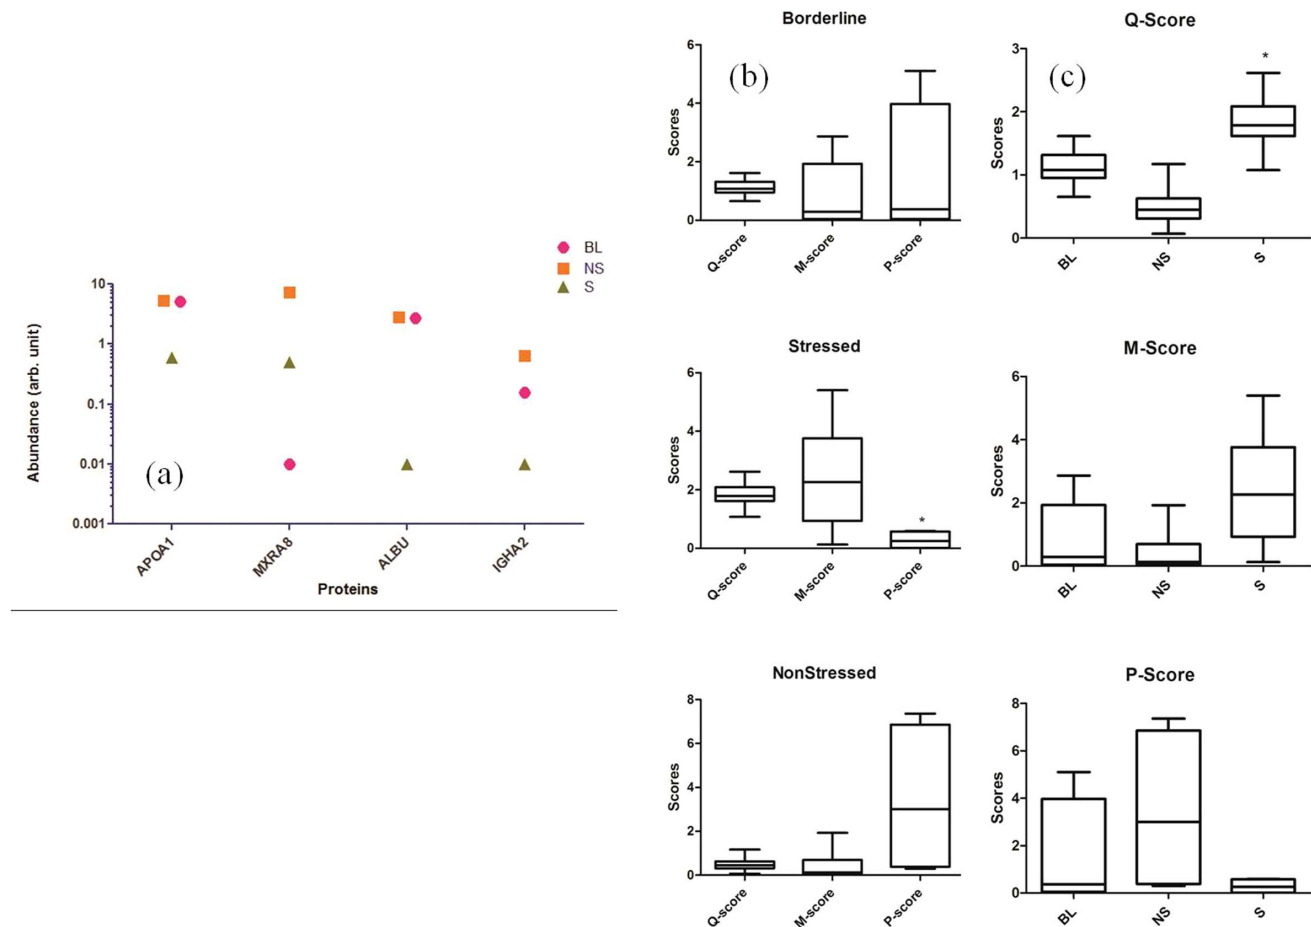 BL
NS
S
Abundance (arb. unit)
10
1
0.1
0.01
0.001
(a)
APOA1
MXRA8
ALBU
IGHA2
Proteins
Borderline
(b)
Scores
6
4
2
0
Q-score
M-score
P-score
Q-Score
(c)
*
Scores
3
2
1
0
BL
NS
S
Stressed
Scores
6
4
2
0
*
Q-score
M-score
P-score
M-Score
Scores
6
4
2
0
BL
NS
S
NonStressed
Scores
8
6
4
2
0
Q-score
M-score
P-score
P-Score
Scores
8
6
4
2
0
BL
NS
S